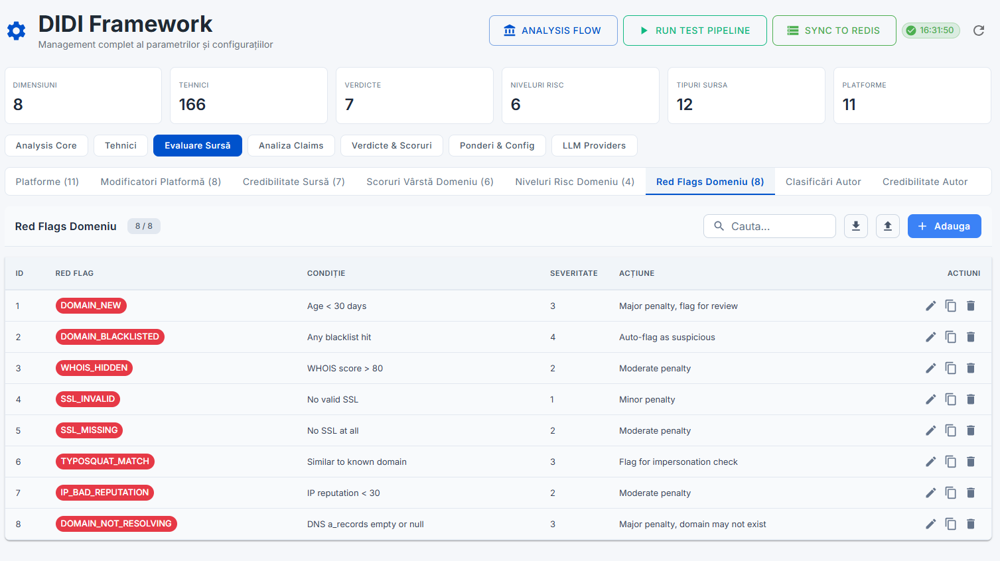 DIDI Framework
Management complet al parametrilor și configurațiilor
ANALYSIS FLOW
RUN TEST PIPELINE
SYNC TO REDIS
16:31:50
DIMENSIUNI
8
TEHNICI
166
VERDICTE
7
NIVELURI RISC
6
TIPURI SURSA
12
PLATFORME
11
Analysis Core
Tehnici
Evaluare Sursă
Analiza Claims
Verdicte & Scoruri
Ponderi & Config
LLM Providers
Platforme (11)
Modificatori Platformă (8)
Credibilitate Sursă (7)
Scoruri Vârstă Domeniu (6)
Niveluri Risc Domeniu (4)
Red Flags Domeniu (8)
Clasificări Autor
Credibilitate Autor
Red Flags Domeniu 8 / 8
Cauta...
Adauga
ID RED FLAG CONDIȚIE SEVERITATE ACȚIUNE ACTIUNI
1 DOMAIN_NEW Age < 30 days 3 Major penalty, flag for review
2 DOMAIN_BLACKLISTED Any blacklist hit 4 Auto-flag as suspicious
3 WHOIS_HIDDEN WHOIS score > 80 2 Moderate penalty
4 SSL_INVALID No valid SSL 1 Minor penalty
5 SSL_MISSING No SSL at all 2 Moderate penalty
6 TYPOSQUAT_MATCH Similar to known domain 3 Flag for impersonation check
7 IP_BAD_REPUTATION IP reputation < 30 2 Moderate penalty
8 DOMAIN_NOT_RESOLVING DNS a_records empty or null 3 Major penalty, domain may not exist